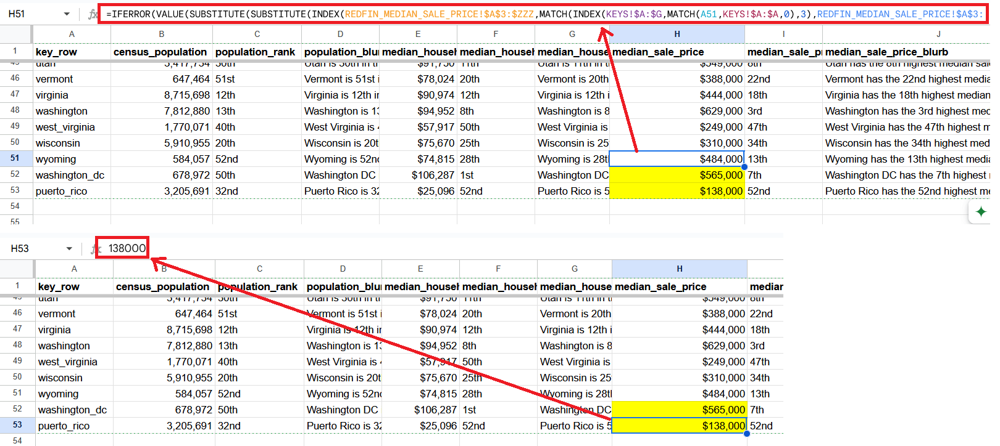 H51 fx =IFERROR(VALUE(SUBSTITUTE(SUBSTITUTE(INDEX(REDFIN_MEDIAN_SALE_PRICE!$A$3:$ZZZ,MATCH(INDEX(KEYS!$A:$G,MATCH(A51,KEYS!$A:$A,0),3),REDFIN_MEDIAN_SALE_PRICE!$A$3:
A B C D E F G H I J
1 key_row census_population population_rank population_blu median_househ median_househ median_house median_sale_price median_sale_p median_sale_price_blurb
45 utah 3,417,734 30th Utah is 30th in t $91,750 11th Utah is 11th in t $549,000 8th Utah has the 8th highest median sal
46 vermont 647,464 51st Vermont is 51st i $78,024 20th Vermont is 20th $388,000 22nd Vermont has the 22nd highest media
47 virginia 8,715,698 12th Virginia is 12th in $90,974 12th Virginia is 12th i $444,000 18th Virginia has the 18th highest median
48 washington 7,812,880 13th Washington is 13 $94,952 8th Washington is 8 $629,000 3rd Washington has the 3rd highest med
49 west_virginia 1,770,071 40th West Virginia is 4 $57,917 50th West Virginia is $249,000 47th West Virginia has the 47th highest m
50 wisconsin 5,910,955 20th Wisconsin is 20t $75,670 25th Wisconsin is 25 $310,000 34th Wisconsin has the 34th highest med
51 wyoming 584,057 52nd Wyoming is 52n $74,815 28th Wyoming is 28t $484,000 13th Wyoming has the 13th highest media
52 washington_dc 678,972 50th Washington DC $106,287 1st Washington DC $565,000 7th Washington DC has the 7th highest
53 puerto_rico 3,205,691 32nd Puerto Rico is 32 $25,096 52nd Puerto Rico is 5 $138,000 52nd Puerto Rico has the 52nd highest me
54
55
H53 fx 138000
A B C D E F G H
1 key_row census_population population_rank population_blu median_househ median_househ median_house median_sale_price median
45 utah 3,417,734 30th Utah is 30th in t $91,750 11th Utah is 11th in t $549,000 8th
46 vermont 647,464 51st Vermont is 51st i $78,024 20th Vermont is 20th $388,000 22nd
47 virginia 8,715,698 12th Virginia is 12th in $90,974 12th Virginia is 12th i $444,000 18th
48 washington 7,812,880 13th Washington is 13 $94,952 8th Washington is 8 $629,000 3rd
49 west_virginia 1,770,071 40th West Virginia is 4 $57,917 50th West Virginia is $249,000 47th
50 wisconsin 5,910,955 20th Wisconsin is 20t $75,670 25th Wisconsin is 25 $310,000 34th
51 wyoming 584,057 52nd Wyoming is 52n $74,815 28th Wyoming is 28t $484,000 13th
52 washington_dc 678,972 50th Washington DC $106,287 1st Washington DC $565,000 7th
53 puerto_rico 3,205,691 32nd Puerto Rico is 32 $25,096 52nd Puerto Rico is 5 $138,000 52nd
54